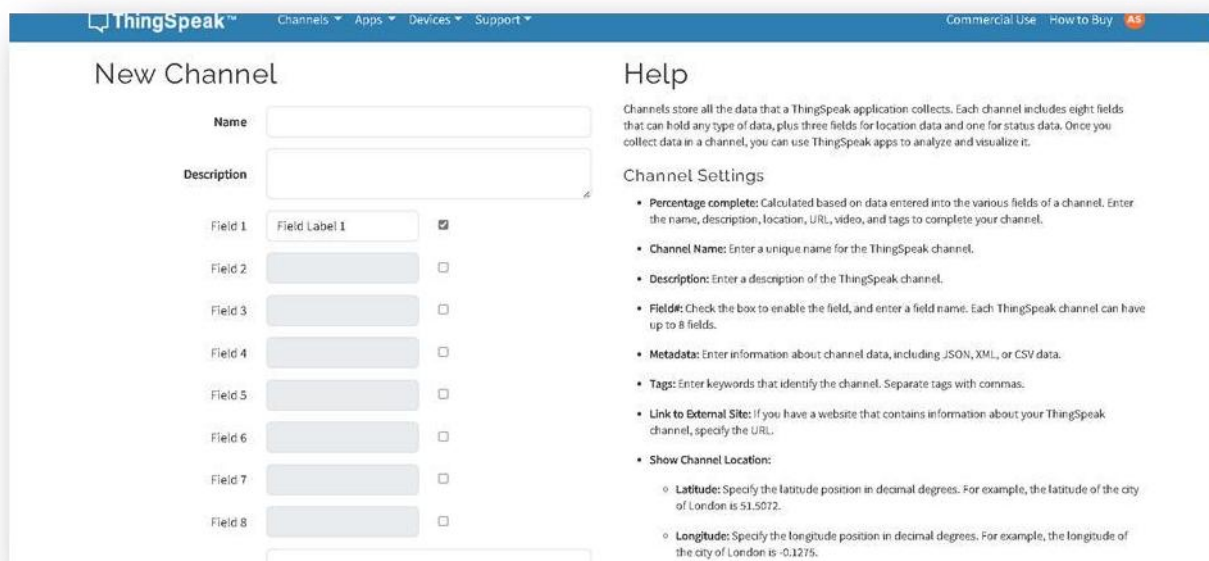 ThingSpeak™ Channels Apps Devices Support Commercial Use How to Buy AS
New Channel
Name
Description
Field 1 Field Label 1
Field 2
Field 3
Field 4
Field 5
Field 6
Field 7
Field 8
Help
Channels store all the data that a ThingSpeak application collects. Each channel includes eight fields
that can hold any type of data, plus three fields for location data and one for status data. Once you
collect data in a channel, you can use ThingSpeak apps to analyze and visualize it.
Channel Settings
• Percentage complete: Calculated based on data entered into the various fields of a channel. Enter
the name, description, location, URL, video, and tags to complete your channel.
• Channel Name: Enter a unique name for the ThingSpeak channel.
• Description: Enter a description of the ThingSpeak channel.
• Field#: Check the box to enable the field, and enter a field name. Each ThingSpeak channel can have
up to 8 fields.
• Metadata: Enter information about channel data, including JSON, XML, or CSV data.
• Tags: Enter keywords that identify the channel. Separate tags with commas.
• Link to External Site: If you have a website that contains information about your ThingSpeak
channel, specify the URL.
• Show Channel Location:
◦ Latitude: Specify the latitude position in decimal degrees. For example, the latitude of the city
of London is 51.5072.
◦ Longitude: Specify the longitude position in decimal degrees. For example, the longitude of
the city of London is -0.1275.